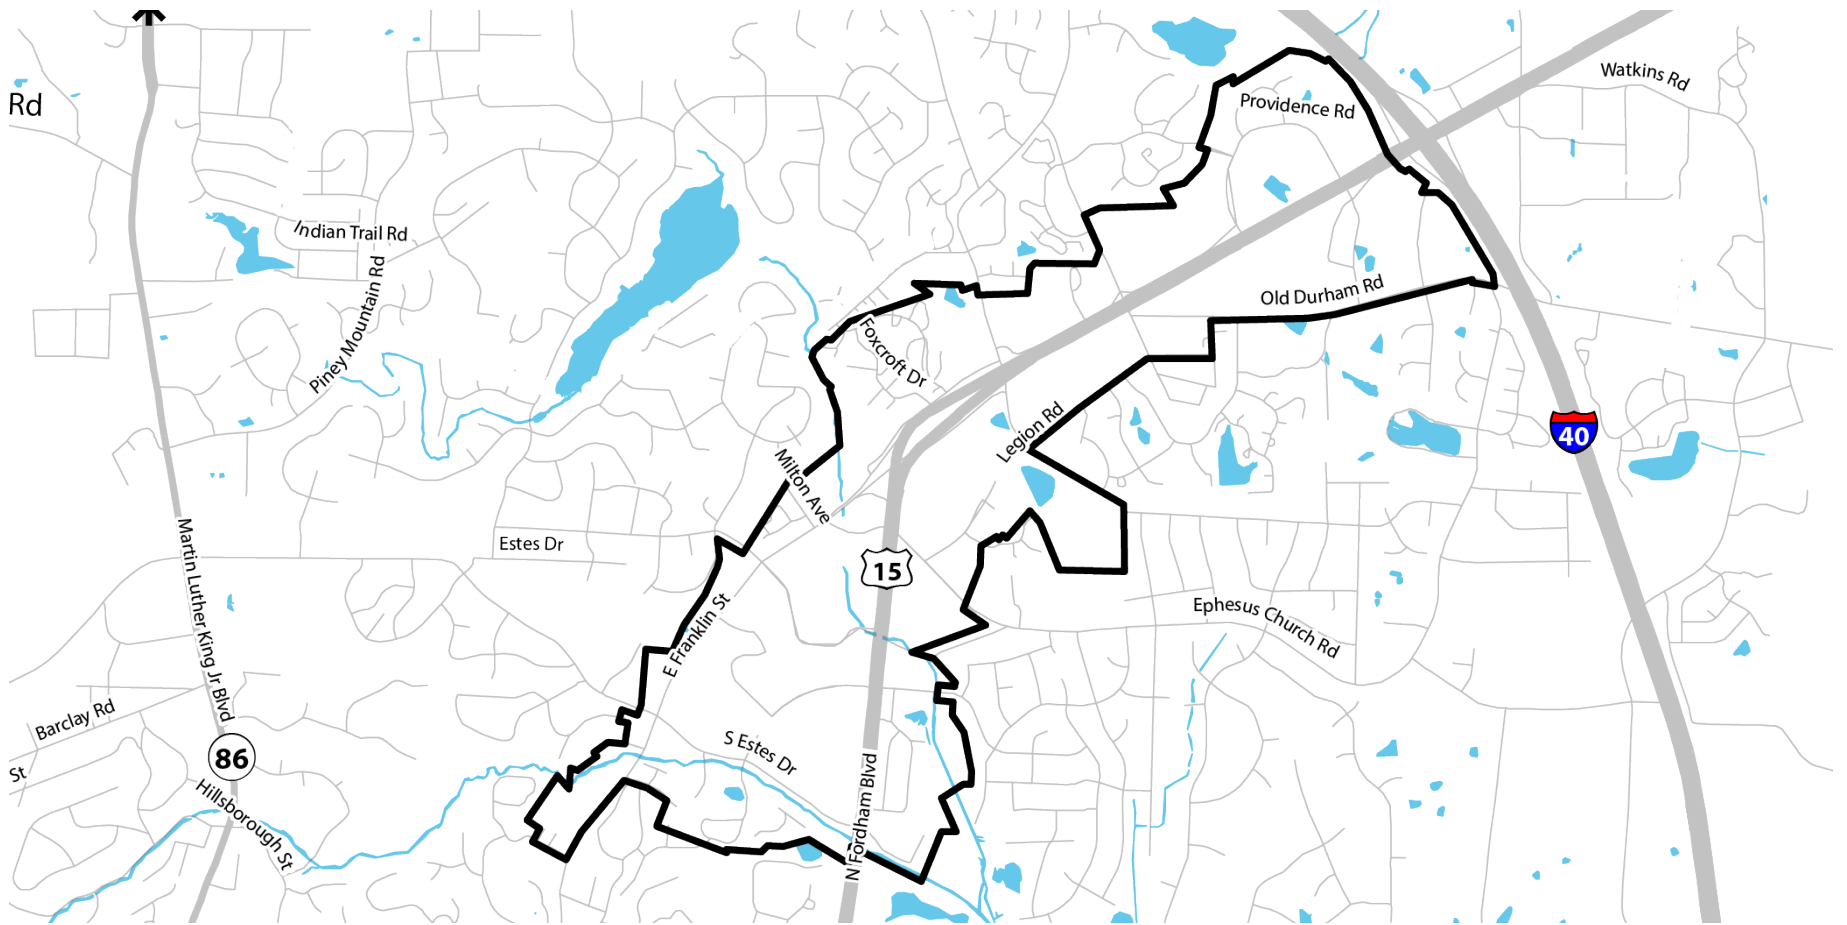 Watkins Rd
Rd
Providence Rd
Indian Trail Rd
Piney Mountain Rd
Old Durham Rd
Foxcroft Dr
Legion Rd
40
Milton Ave
Estes Dr
15
Martin Luther King Jr Blvd
E Franklin St
Ephesus Church Rd
Barclay Rd
S Estes Dr
86
St
N Fordham Blvd
Hillsborough St